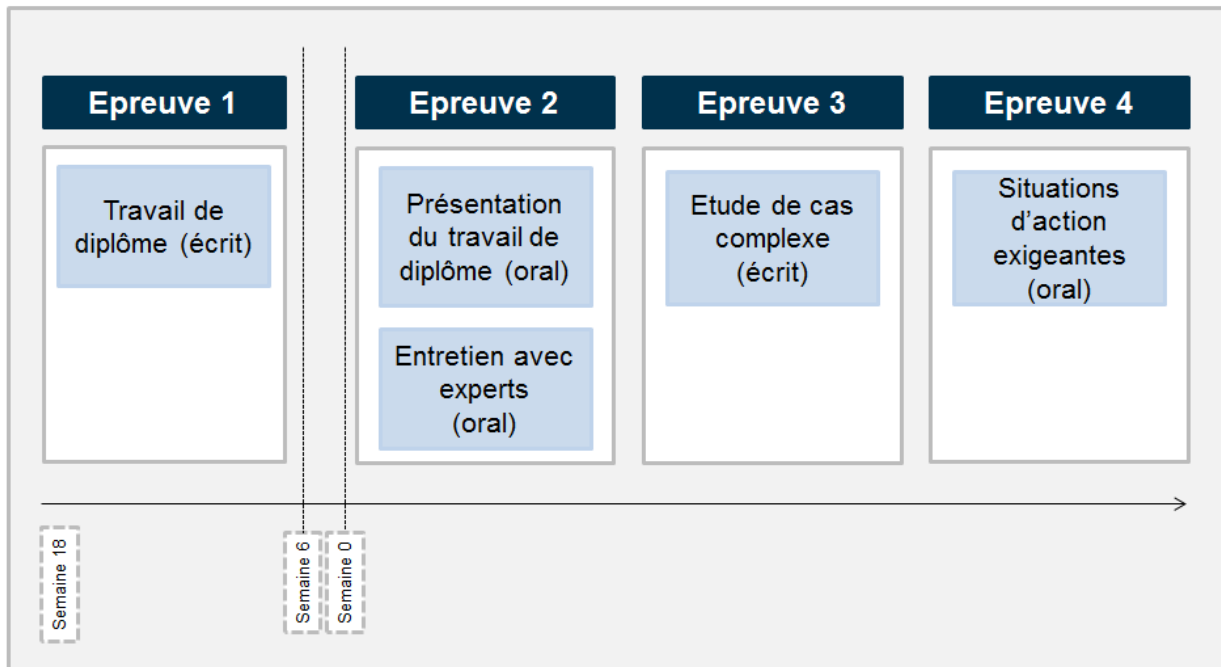 Epreuve 1
Epreuve 2
Epreuve 3
Epreuve 4
Travail de
diplôme (écrit)
Présentation
du travail de
diplôme (oral)
Entretien avec
experts
(oral)
Etude de cas
complexe
(écrit)
Situations
d'action
exigeantes
(oral)
Semaine 18
Semaine 6
Semaine 0